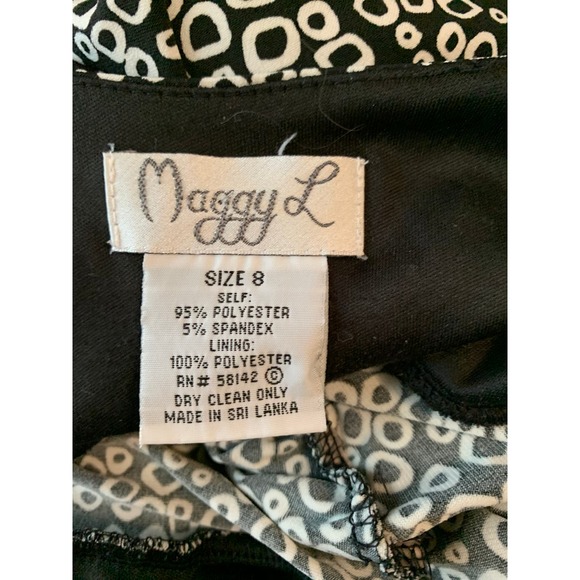 Maggy L
SIZE 8
SELF:
95% POLYESTER
5% SPANDEX
LINING:
100% POLYESTER
RN# 58142 ©
DRY CLEAN ONLY
MADE IN SRI LANKA